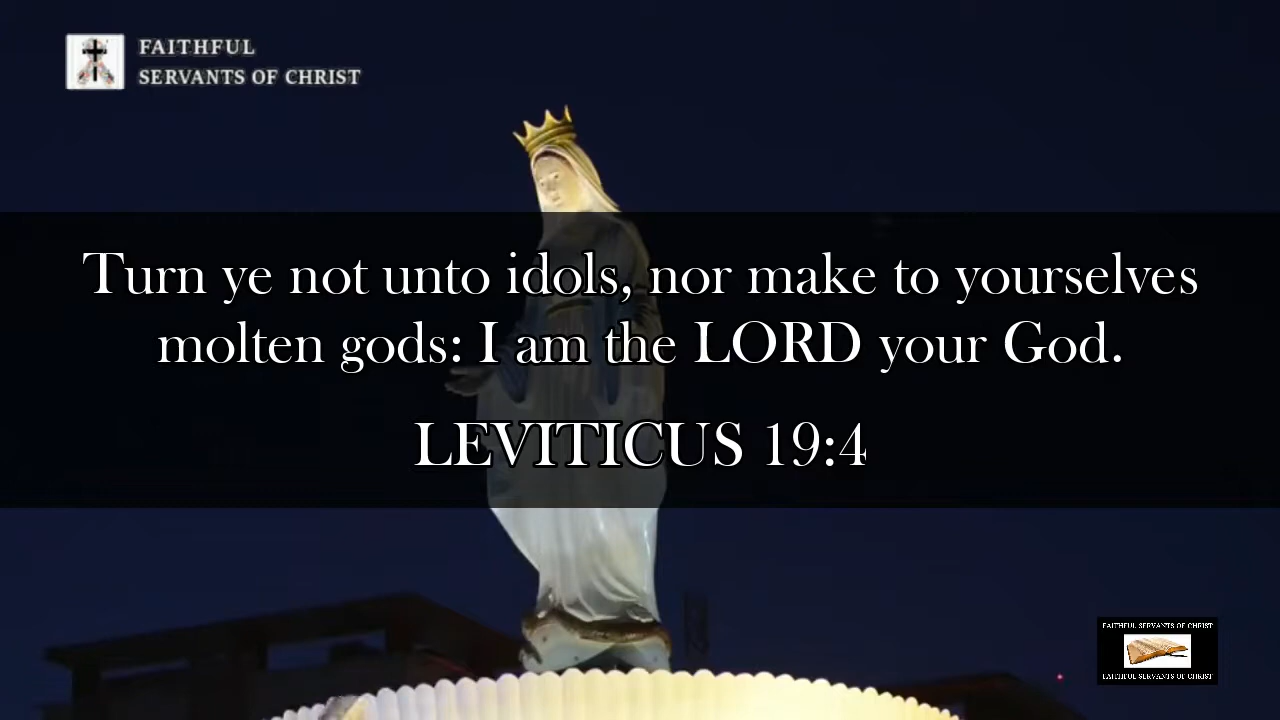 FAITHFUL
SERVANTS OF CHRIST
Turn ye not unto idols, nor make to yourselves
molten gods: I am the LORD your God.
LEVITICUS 19:4
FAITHFUL SERVANTS OF CHRIST
FAITHFUL SERVANTS OF CHRIST